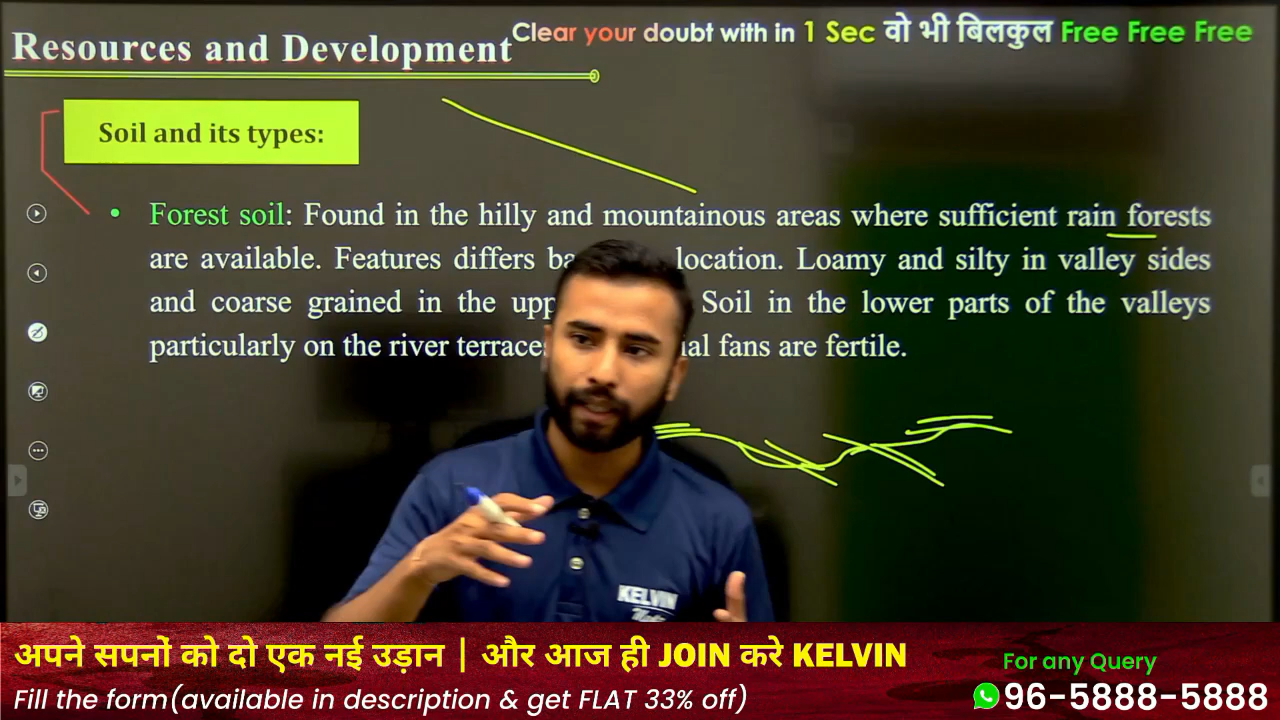 Resources and Development
Clear your doubt with in 1 Sec वो भी बिलकुल Free Free Free
Soil and its types:
• Forest soil: Found in the hilly and mountainous areas where sufficient rain forests
are available. Features differs location. Loamy and silty in valley sides
and coarse grained in the Soil in the lower parts of the valleys
particularly on the river fans are fertile.
KELVIN
अपने सपनों को दो एक नई उड़ान | और आज ही JOIN करे KELVIN
For any Query
Fill the form(available in description & get FLAT 33% off)
96-5888-5888